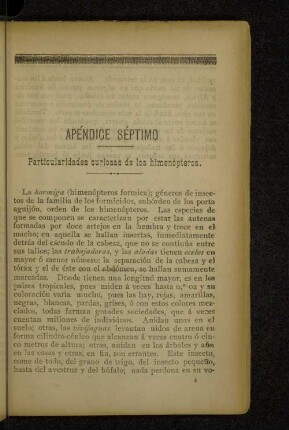 APÉNDICE SÉPTIMO
Particularidades curiosas de los himenópteros.
La hormiga (himenópteros formica); géneros de insec-
tos de la familia de los formícidos, subórden de los porta
aguijón, orden de los himenópteros. Las especies de
que se componen se caracterizan por estar las antenas
formadas por doce artejos en la hembra y trece en el
macho; en aquella se hallan insertas, inmediatamente
detrás del escudo de la cabeza, que no se continúa entre
sus tallos; las trabajadoras, y las aladas tienen ocelos en
mayor ó menor número: la separación de la cabeza y el
tórax y el de éste con el abdómen, se hallan sumamente
marcadas. Desde tienen una longitud mayor, en los
países tropicales, pues miden á veces hasta 0, 02 y su
coloración varía mucho, pues las hay, rojas, amarillas,
negras, blancas, pardas, grises, ó con estos colores mez-
clados, todas forman grandes sociedades, que á veces
cuentan millones de individuos. Anidan unas en el
suelo; otras, las vivijaguas levantan nidos de arena en
forma cilindro-cónico que alcanzan á veces cuatro ó cin-
co metros de altura; otras, anidan en los árboles y aún
en las casas y otras, en fin, son errantes. Este insecto,
come de todo, del grano de trigo, del insecto pequeño,
hasta del avestruz y del búfalo; nada perdona en su vo-